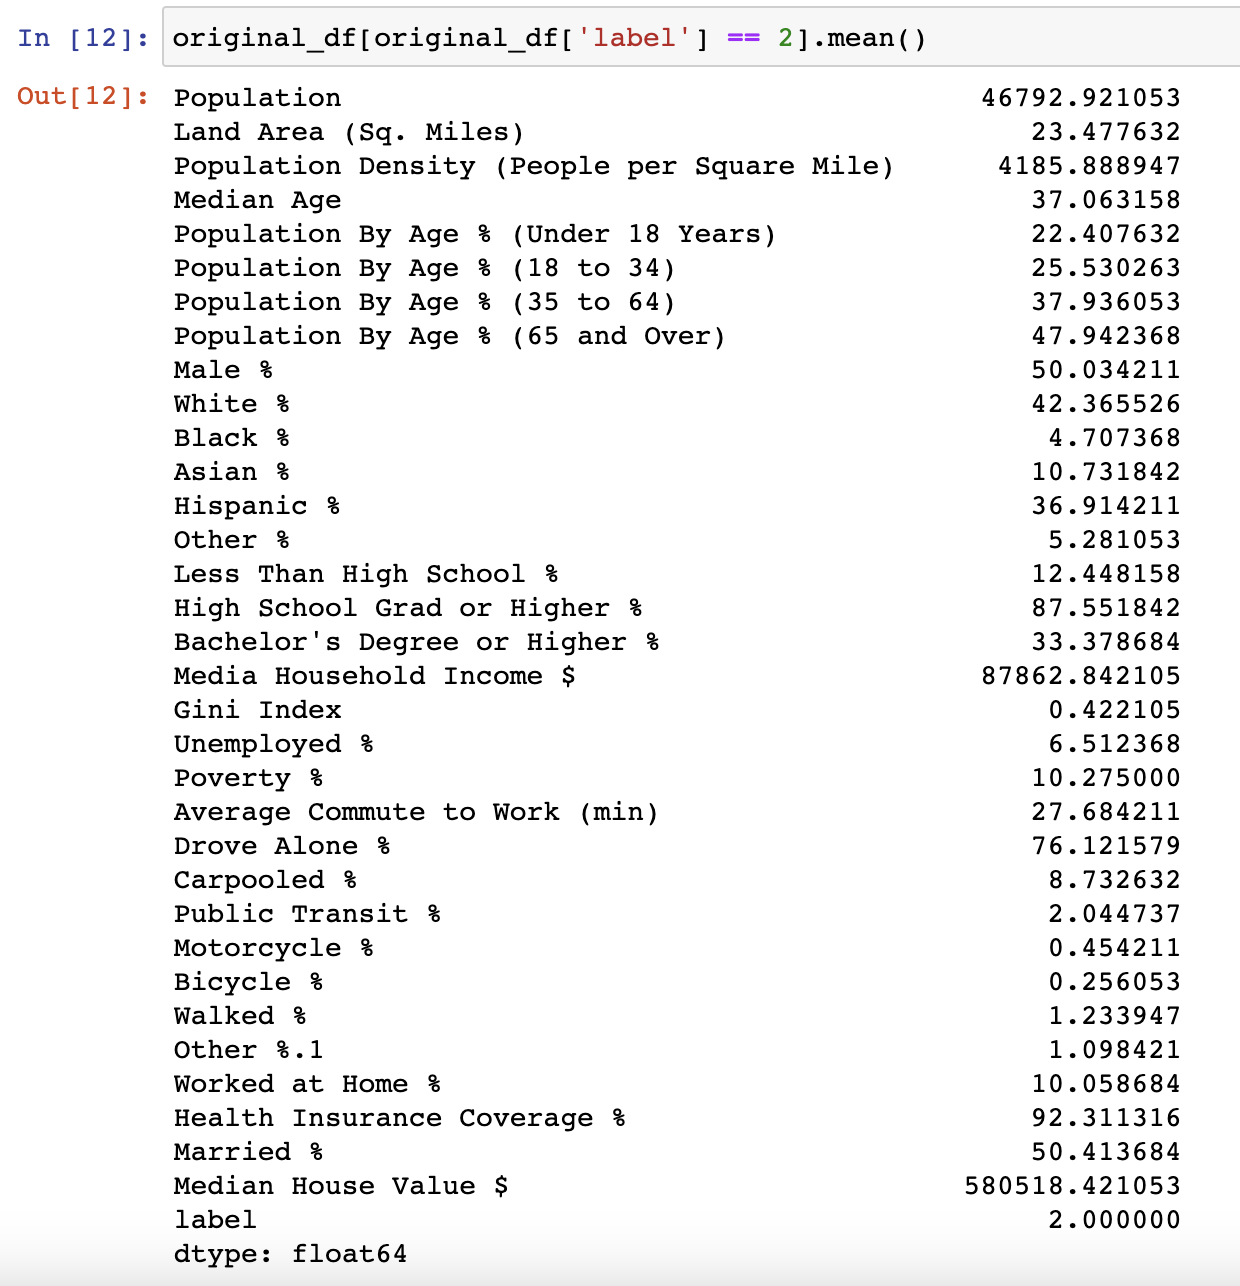 In [12]: original_df[original_df['label'] == 2].mean()
Out[12]: Population 46792.921053
Land Area (Sq. Miles) 23.477632
Population Density (People per Square Mile) 4185.888947
Median Age 37.063158
Population By Age % (Under 18 Years) 22.407632
Population By Age % (18 to 34) 25.530263
Population By Age % (35 to 64) 37.936053
Population By Age % (65 and Over) 47.942368
Male % 50.034211
White % 42.365526
Black % 4.707368
Asian % 10.731842
Hispanic % 36.914211
Other % 5.281053
Less Than High School % 12.448158
High School Grad or Higher % 87.551842
Bachelor's Degree or Higher % 33.378684
Media Household Income $ 87862.842105
Gini Index 0.422105
Unemployed % 6.512368
Poverty % 10.275000
Average Commute to Work (min) 27.684211
Drove Alone % 76.121579
Carpooled % 8.732632
Public Transit % 2.044737
Motorcycle % 0.454211
Bicycle % 0.256053
Walked % 1.233947
Other %.1 1.098421
Worked at Home % 10.058684
Health Insurance Coverage % 92.311316
Married % 50.413684
Median House Value $ 580518.421053
label 2.000000
dtype: float64